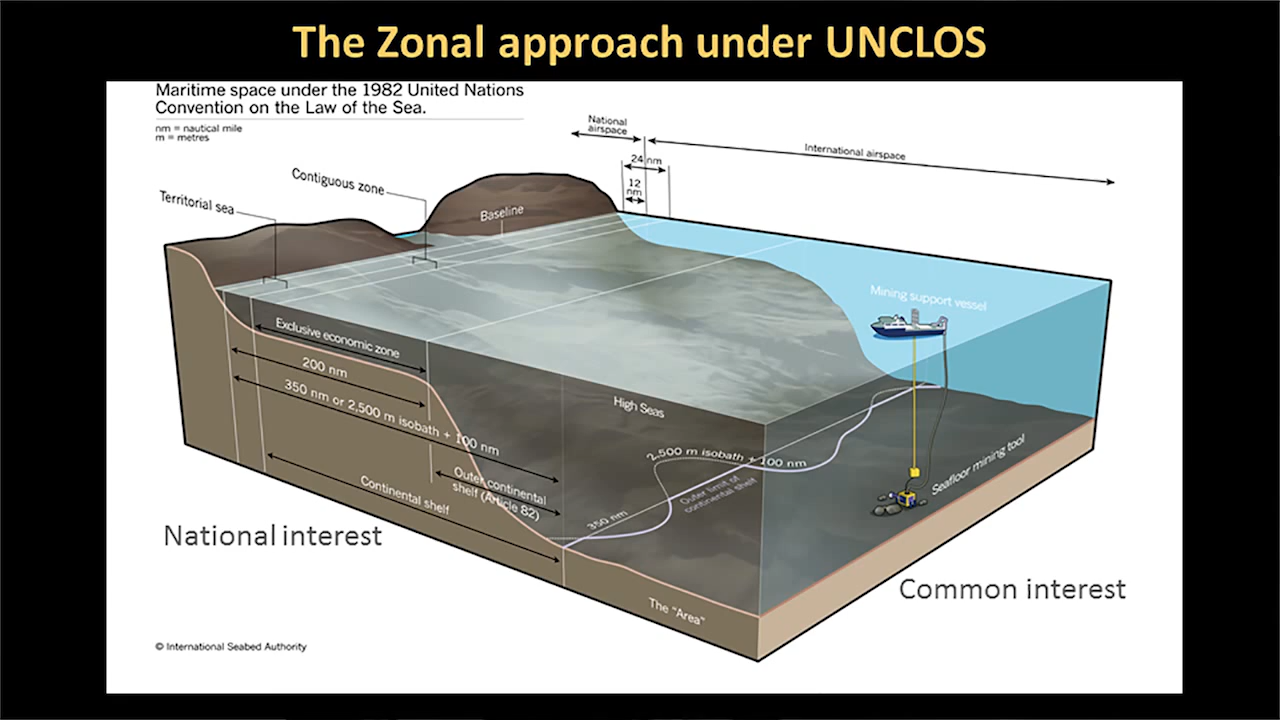 The Zonal approach under UNCLOS
Maritime space under the 1982 United Nations
Convention on the Law of the Sea.
nm = nautical mile
m = metres
National
airspace
International airspace
24 nm
12
nm
Contiguous zone
Territorial sea
Baseline
Mining support vessel
Exclusive economic zone
200 nm
350 nm or 2,500 m isobath + 100 nm
High Seas
2,500 m isobath + 100 nm
Outer continental
shelf (Article 82)
Continental shelf
Outer limit of
continental shelf
350 nm
Seafloor mining tool
National interest
Common interest
The "Area"
© International Seabed Authority